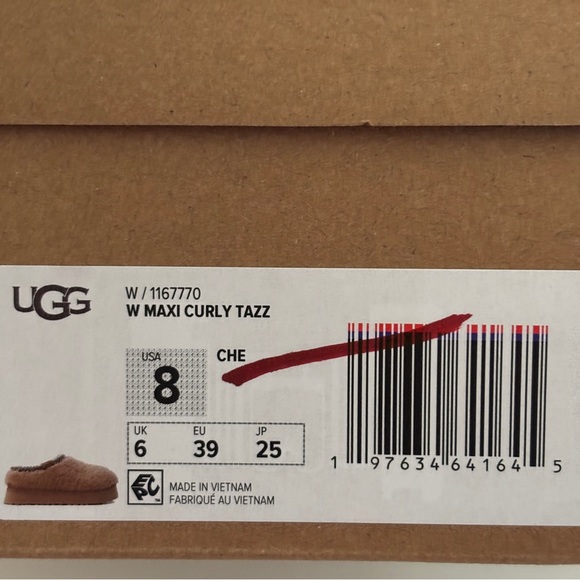 UGG
W / 1167770
W MAXI CURLY TAZZ
USA
8
CHE
UK EU JP
6 39 25
MADE IN VIETNAM
FABRIQUÉ AU VIETNAM
1 97634 64164 5